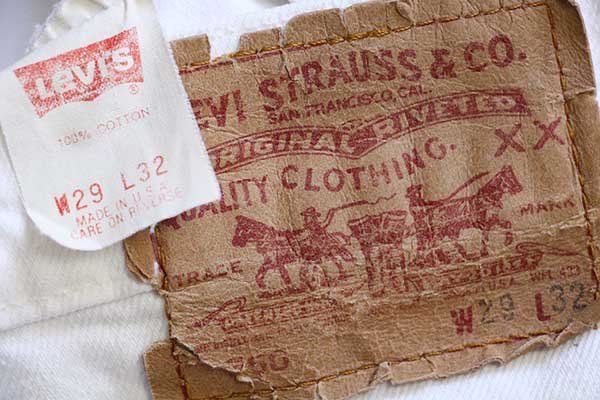 LEVI'S
®
100% COTTON
W29 L32
MADE IN U.S.A.
CARE ON REVERSE
EVI STRAUSS & CO.
SAN FRANCISCO, CAL.
ORIGINAL RIVETED
QUALITY CLOTHING.
XX
TRADE MARK
W29 L32